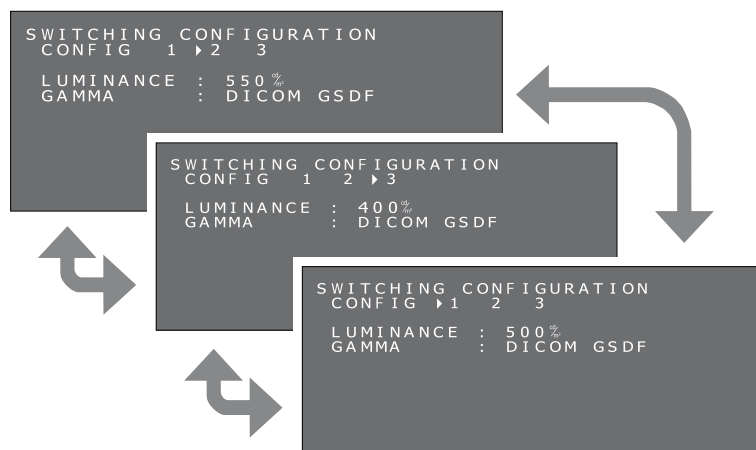 SWITCHING CONFIGURATION
CONFIG 1 ▸2 3
LUMINANCE : 550 cd/m²
GAMMA : DICOM GSDF
SWITCHING CONFIGURATION
CONFIG 1 2 ▸3
LUMINANCE : 400 cd/m²
GAMMA : DICOM GSDF
SWITCHING CONFIGURATION
CONFIG ▸1 2 3
LUMINANCE : 500 cd/m²
GAMMA : DICOM GSDF